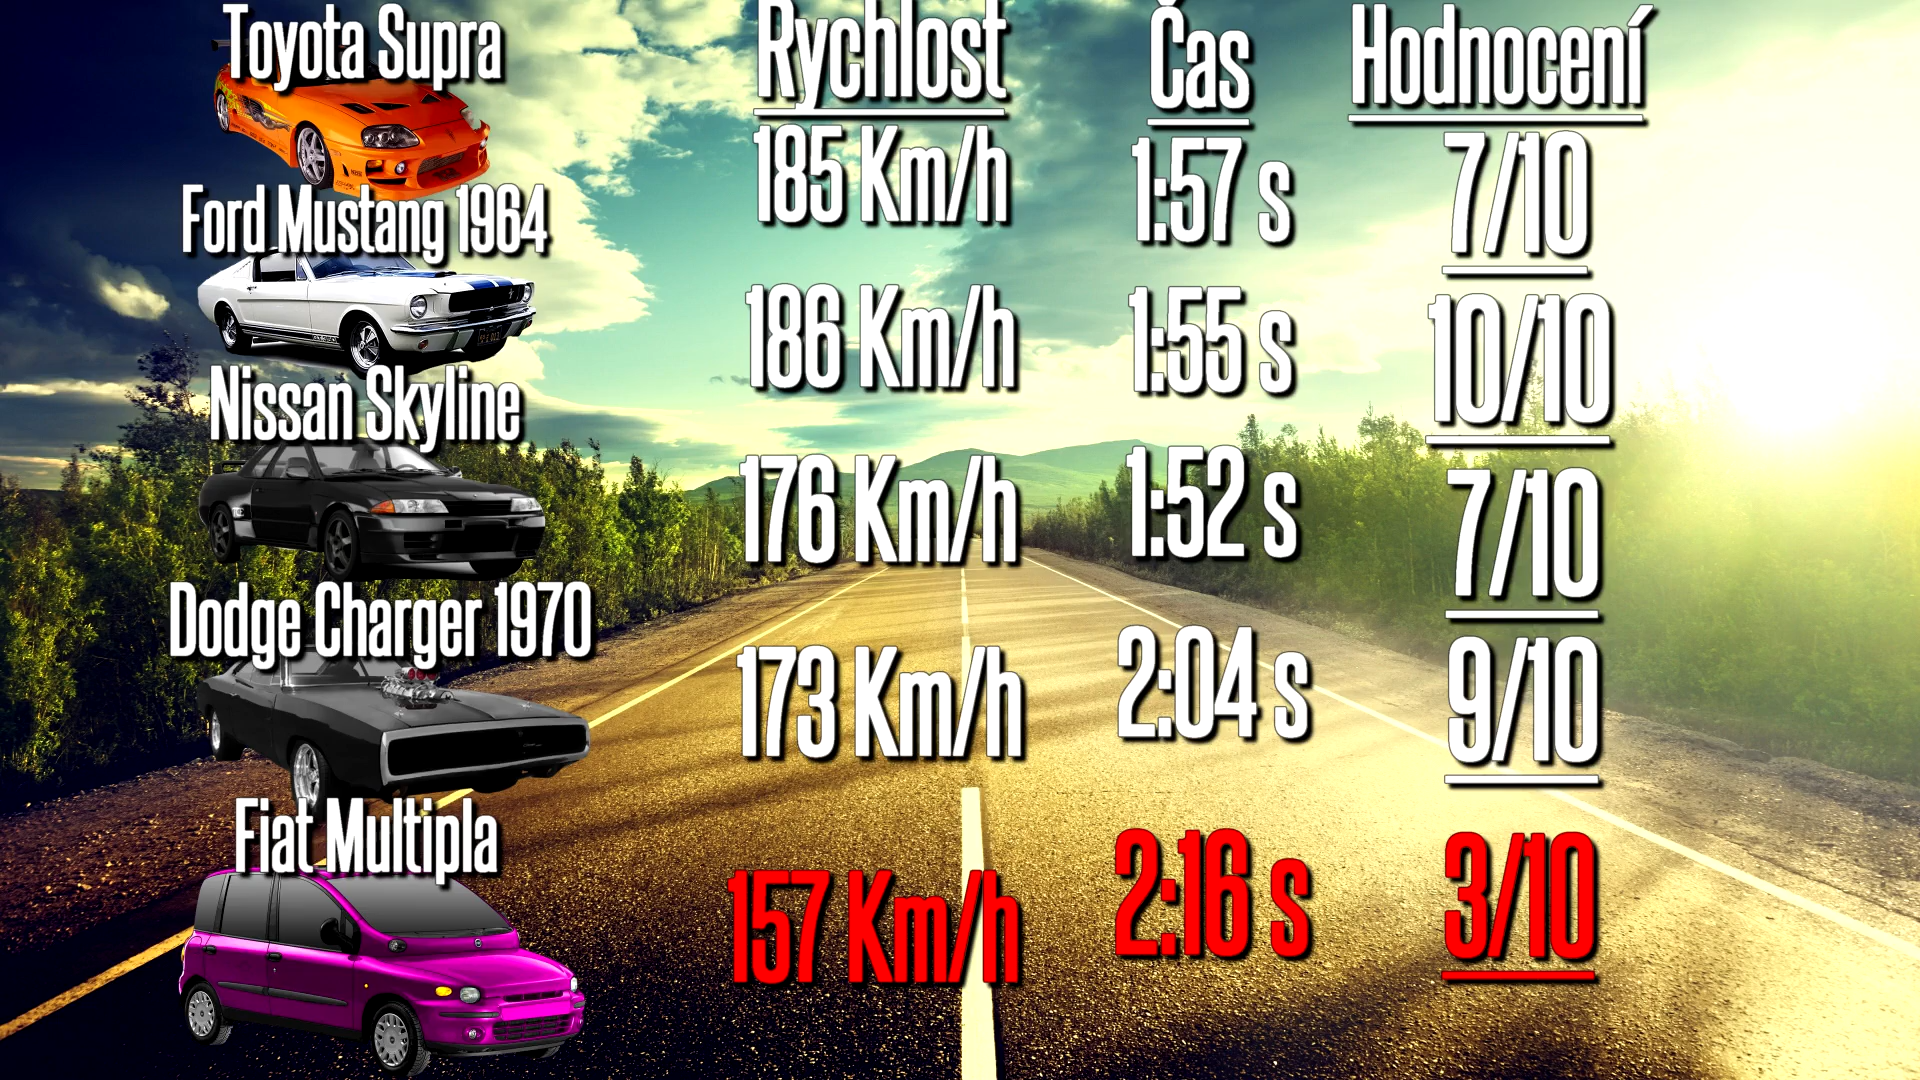 Toyota Supra
Rychlost
Čas
Hodnocení
185 Km/h
1:57 s
7/10
Ford Mustang 1964
186 Km/h
1:55 s
10/10
Nissan Skyline
176 Km/h
1:52 s
7/10
Dodge Charger 1970
173 Km/h
2:04 s
9/10
Fiat Multipla
157 Km/h
2:16 s
3/10